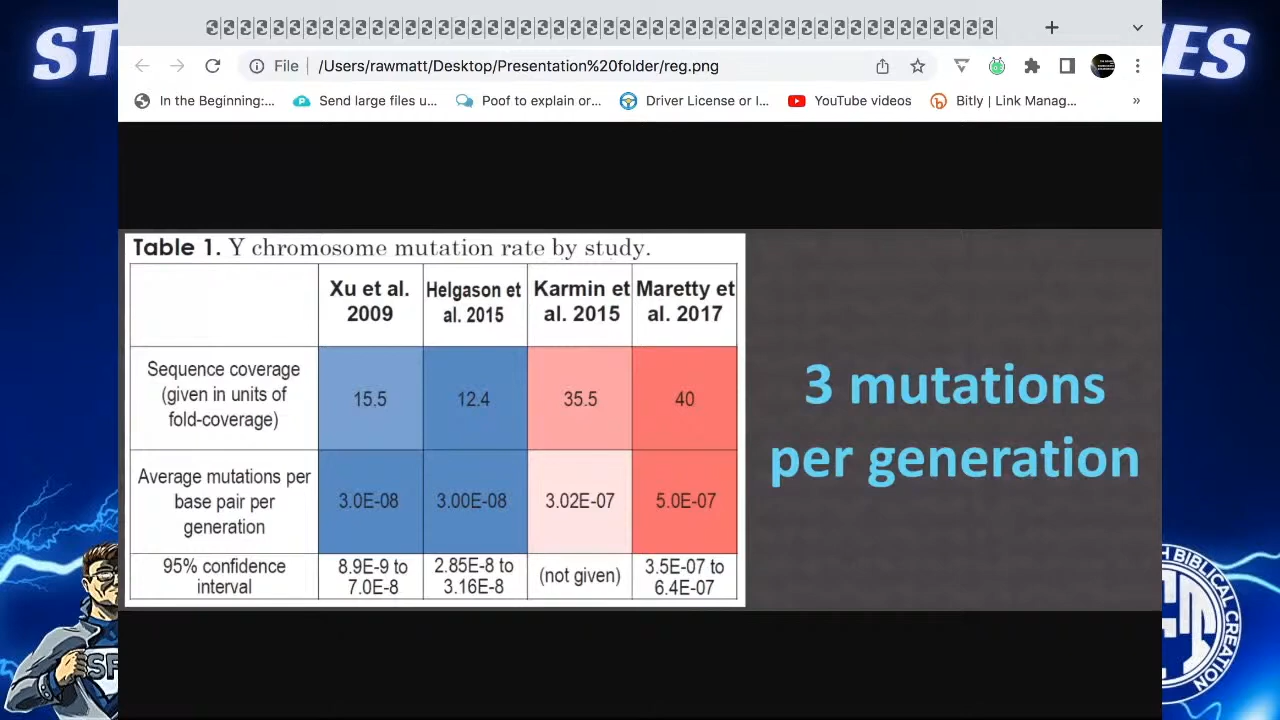 ST
ES
File | /Users/rawmatt/Desktop/Presentation%20folder/reg.png
In the Beginning:... Send large files u... Poof to explain or... Driver License or I... YouTube videos Bitly | Link Manag... »
Table 1. Y chromosome mutation rate by study.
Xu et al. 2009
Helgason et al. 2015
Karmin et al. 2015
Maretty et al. 2017
Sequence coverage
(given in units of
fold-coverage)
15.5 12.4 35.5 40
Average mutations per
base pair per
generation
3.0E-08 3.00E-08 3.02E-07 5.0E-07
95% confidence
interval
8.9E-9 to 7.0E-8
2.85E-8 to 3.16E-8
(not given)
3.5E-07 to 6.4E-07
3 mutations
per generation
SF
H BIBLICAL CREATION